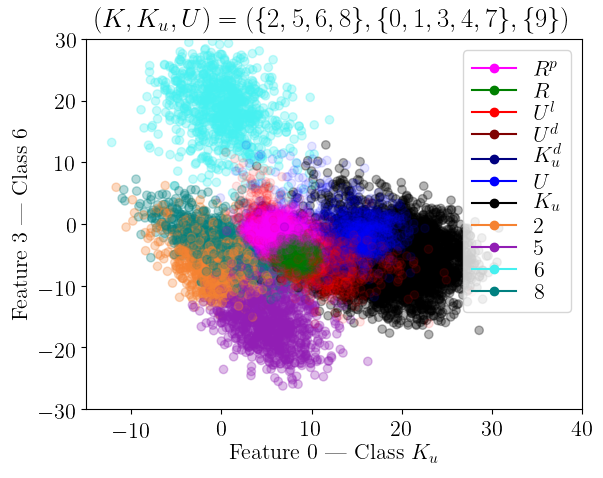 (K, K_u, U) = ({2, 5, 6, 8}, {0, 1, 3, 4, 7}, {9})
30
20
10
0
−10
−20
−30
Feature 3 — Class 6
R^p
R
U^l
U^d
K_u^d
U
K_u
2
5
6
8
−10
0
10
20
30
40
Feature 0 — Class K_u